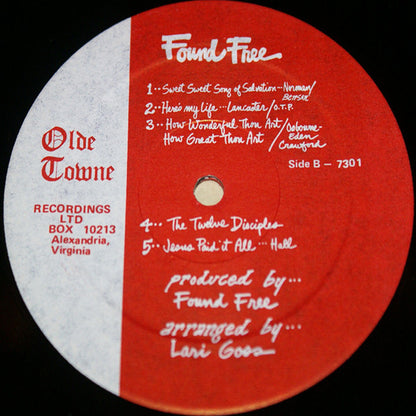 Found Free
1·· Sweet Sweet Song of Salvation··· Norman/
Benson
2·· Here's my Life ··· Lancaster/O.T.P.
3·· How Wonderful Thou Art
How Great Thou Art
/Osbourne-
Eden
Crawford
Side B – 7301
Olde
Towne
RECORDINGS
LTD
BOX 10213
Alexandria,
Virginia
4·· The Twelve Disciples
5·· Jesus Paid it All ··· Hall
produced by···
Found Free
arranged by···
Lari Goss